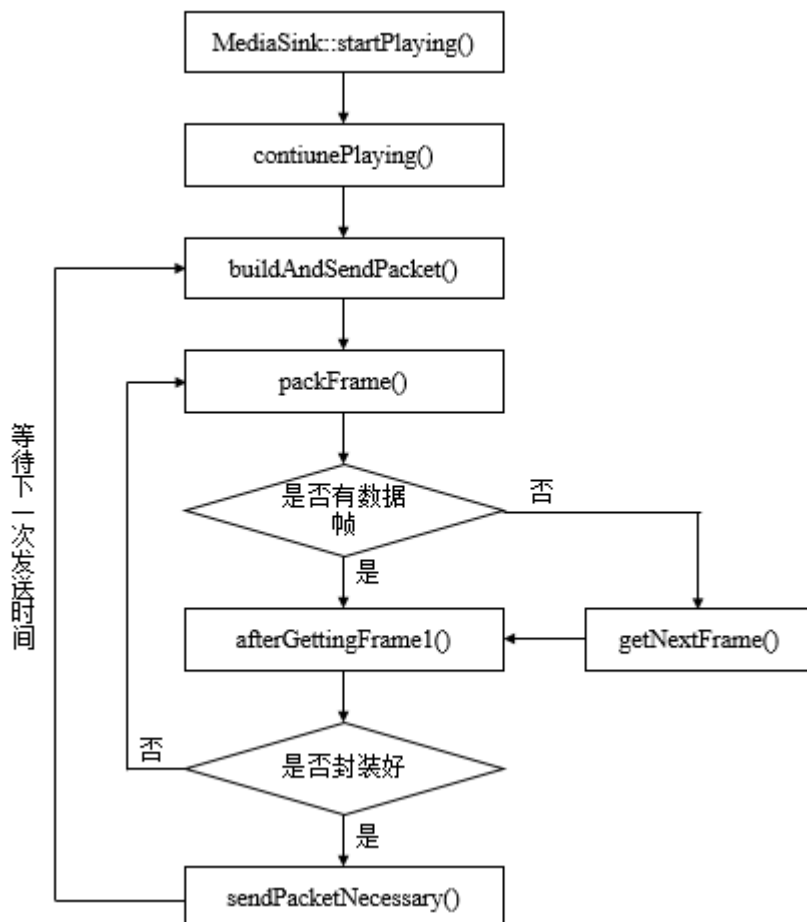 MediaSink::startPlaying()
contiunePlaying()
buildAndSendPacket()
packFrame()
等待下一次发送时间
是否有数据
帧
否
是
afterGettingFrame1()
getNextFrame()
否
是否封装好
是
sendPacketNecessary()